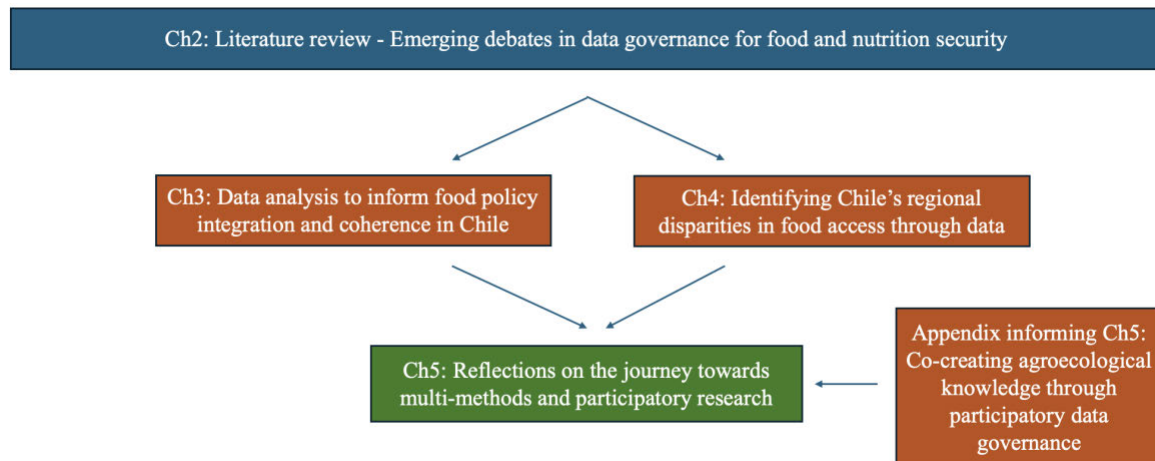 Ch2: Literature review - Emerging debates in data governance for food and nutrition security
Ch3: Data analysis to inform food policy
integration and coherence in Chile
Ch4: Identifying Chile’s regional
disparities in food access through data
Ch5: Reflections on the journey towards
multi-methods and participatory research
Appendix informing Ch5:
Co-creating agroecological
knowledge through
participatory data
governance